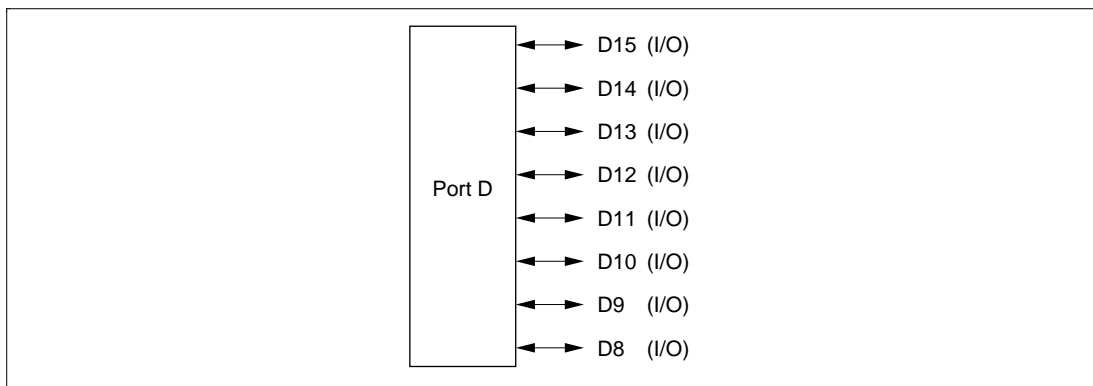 D15 (I/O)
D14 (I/O)
D13 (I/O)
D12 (I/O)
Port D
D11 (I/O)
D10 (I/O)
D9 (I/O)
D8 (I/O)